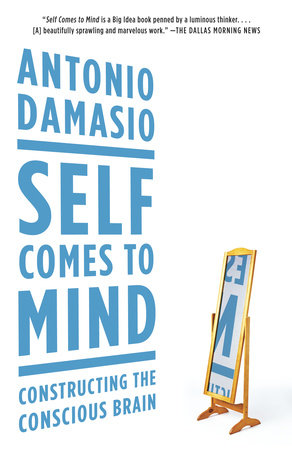 "Self Comes to Mind is a Big Idea book penned by a luminous thinker. . . .
[A] beautifully sprawling and marvelous work." —THE DALLAS MORNING NEWS
ANTONIO
DAMASIO
SELF
COMES TO
MIND
CONSTRUCTING THE
CONSCIOUS BRAIN